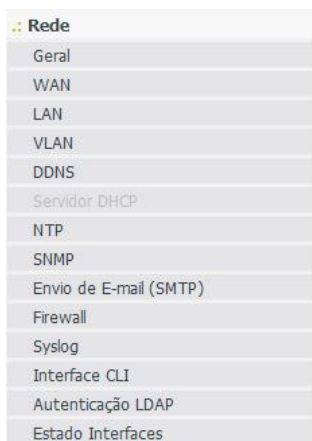 .: Rede
Geral
WAN
LAN
VLAN
DDNS
Servidor DHCP
NTP
SNMP
Envio de E-mail (SMTP)
Firewall
Syslog
Interface CLI
Autenticação LDAP
Estado Interfaces